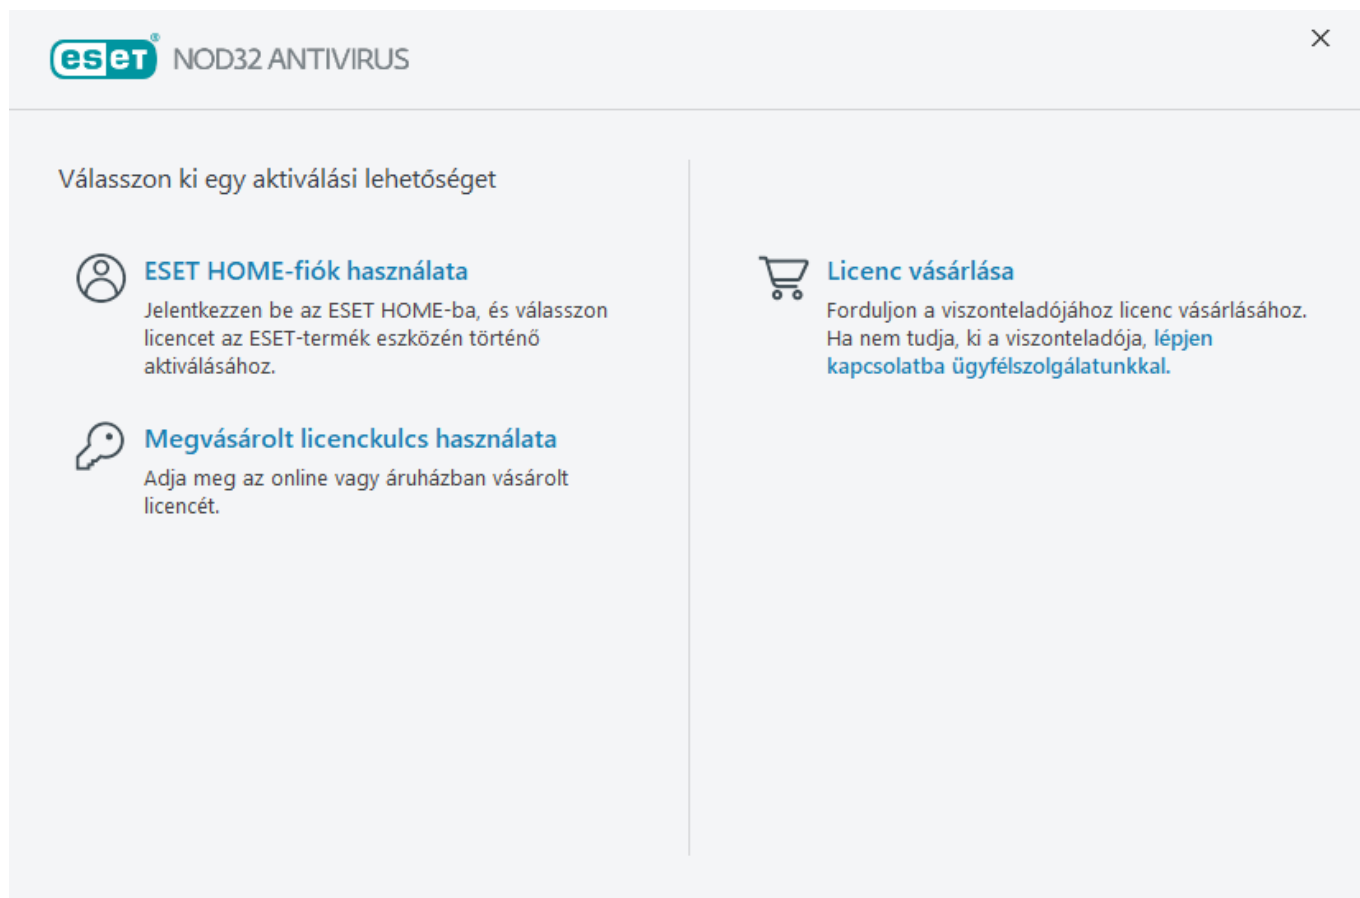 eset® NOD32 ANTIVIRUS
Válasszon ki egy aktiválási lehetőséget
ESET HOME-fiók használata
Jelentkezzen be az ESET HOME-ba, és válasszon
licencet az ESET-termék eszközén történő
aktiválásához.
Megvásárolt licenckulcs használata
Adja meg az online vagy áruházban vásárolt
licencét.
Licenc vásárlása
Forduljon a viszonteladójához licenc vásárlásához.
Ha nem tudja, ki a viszonteladója, lépjen
kapcsolatba ügyfélszolgálatunkkal.